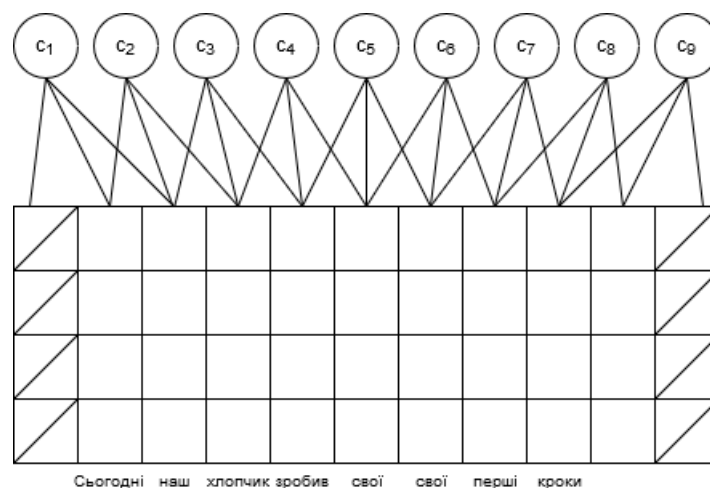 c₁ c₂ c₃ c₄ c₅ c₆ c₇ c₈ c₉
Сьогодні наш хлопчик зробив свої свої перші кроки